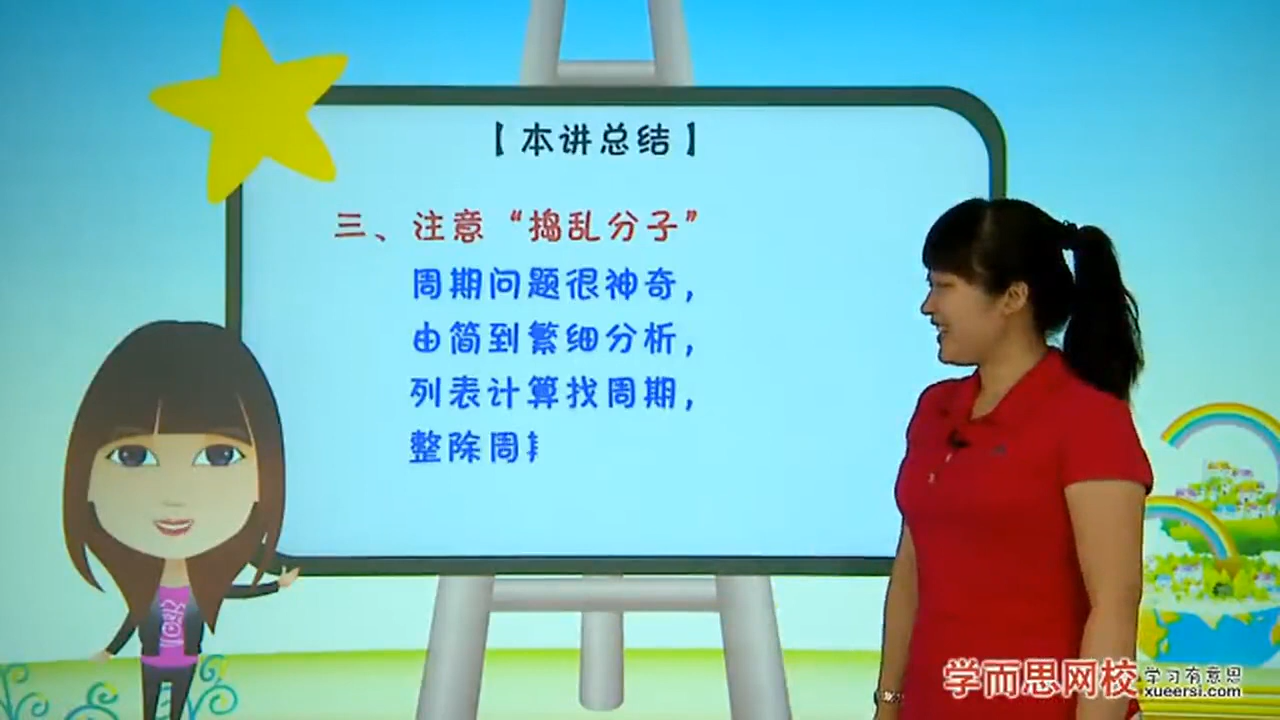 【本讲总结】
三、注意“捣乱分子”
周期问题很神奇，
由简到繁细分析，
列表计算找周期，
整除周
学而思网校
学习有意思
xueersi.com